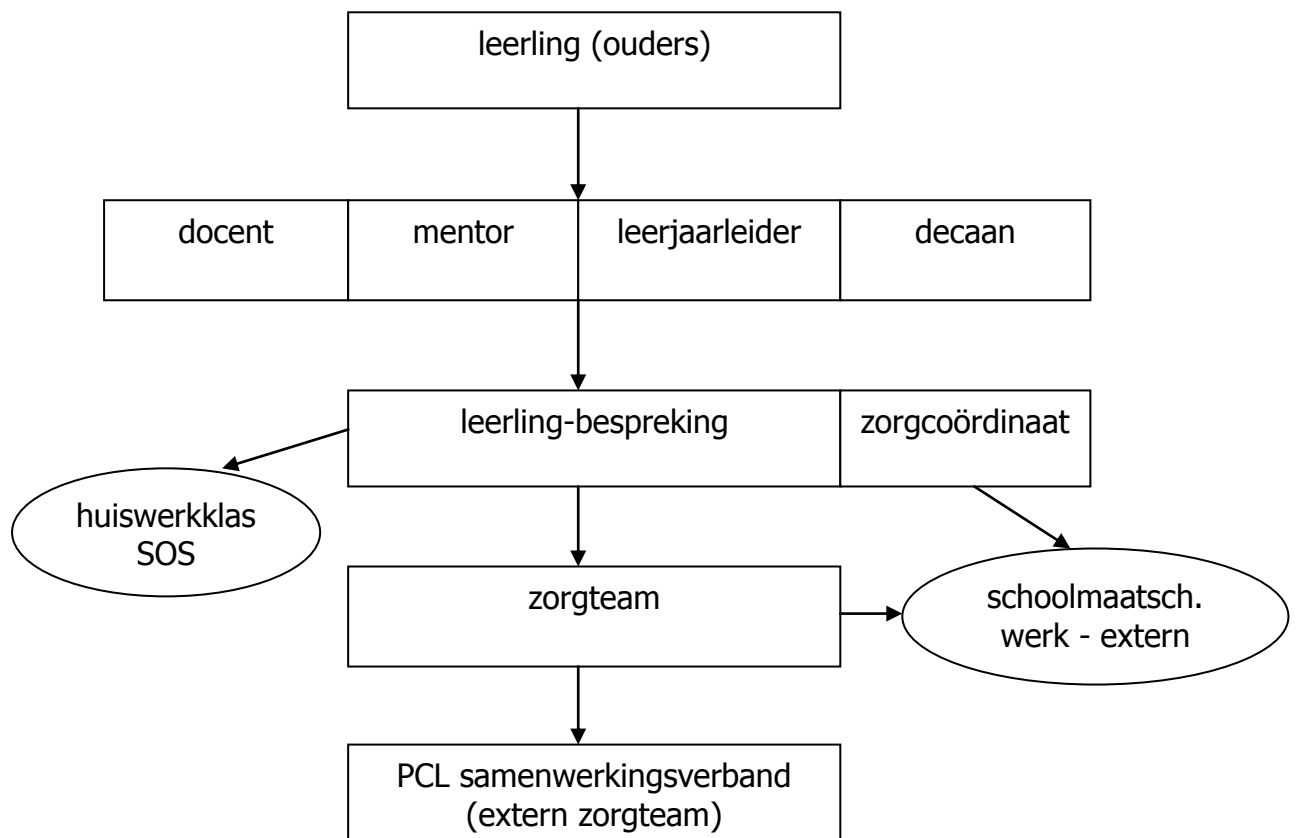 leerling (ouders)
docent
mentor
leerjaarleider
decaan
leerling-bespreking
zorgcoördinaat
huiswerkklas
SOS
zorgteam
schoolmaatsch.
werk - extern
PCL samenwerkingsverband
(extern zorgteam)